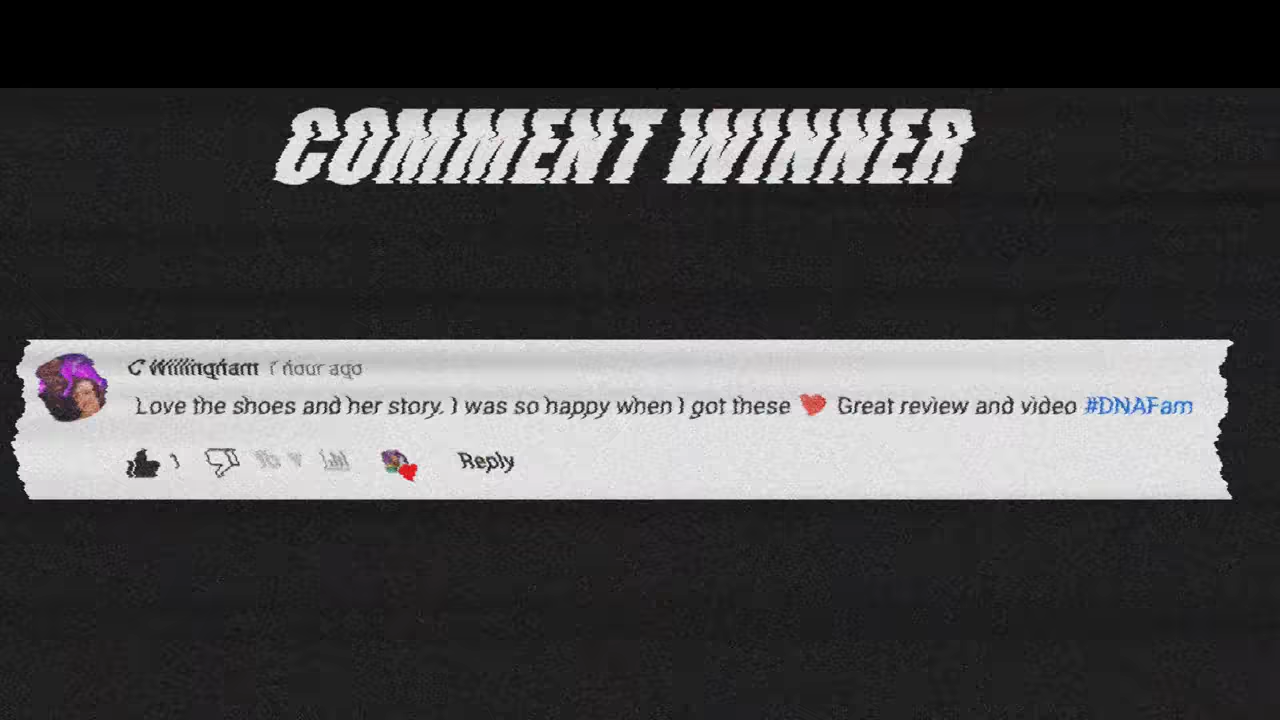 COMMENT WINNER
C Willingham 1 hour ago
Love the shoes and her story. I was so happy when I got these ❤ Great review and video #DNAFam
Reply